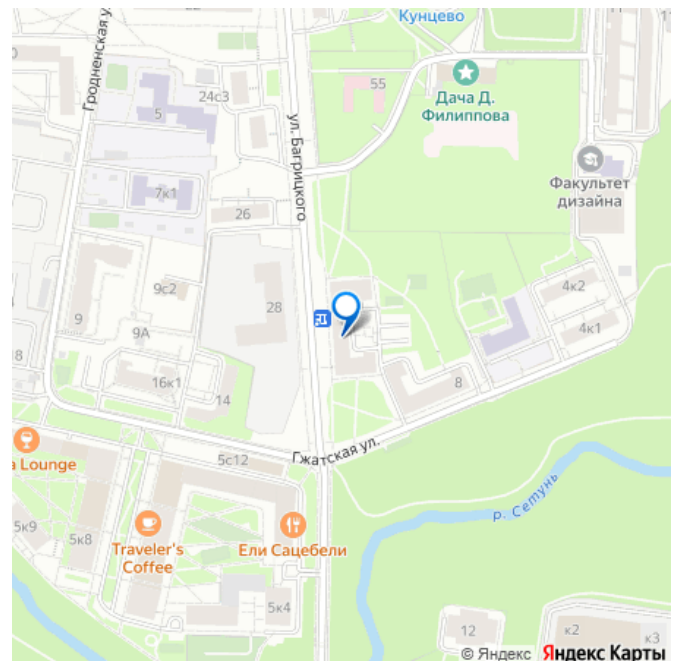 Кунцево
Гродненская у
24с3
5
ул. Багрицкого
55
Дача Д.
Филиппова
Факультет
дизайна
7к1
26
9с2
28
4к2
9
9А
4к1
8
16к1
14
8
Гжатская ул.
a Lounge
5с12
р. Сетунь
5к9
5к8
Traveler's
Coffee
Ели Сацебели
5к4
12
к2
к3
© Яндекс Яндекс Карты